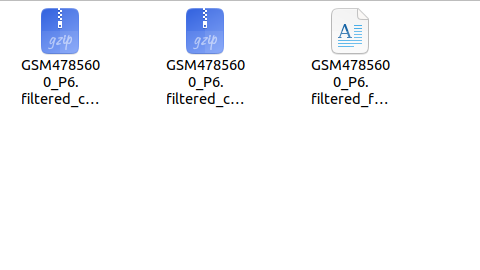 gzip
gzip
A
GSM478560
0_P6.
filtered_c...
GSM478560
0_P6.
filtered_c...
GSM478560
0_P6.
filtered_f...